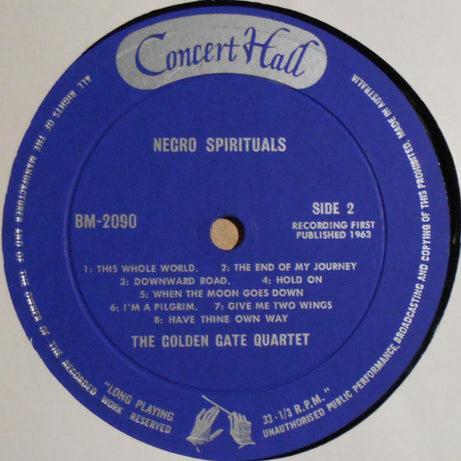 Concert Hall
NEGRO SPIRITUALS
BM-2090
SIDE 2
RECORDING FIRST
PUBLISHED 1963
1: THIS WHOLE WORLD, 2: THE END OF MY JOURNEY
3: DOWNWARD ROAD, 4: HOLD ON
5: WHEN THE MOON GOES DOWN
6: I'M A PILGRIM, 7: GIVE ME TWO WINGS
8: HAVE THINE OWN WAY
THE GOLDEN GATE QUARTET
"LONG PLAYING
33-1/3 R.P.M."
ALL RIGHTS OF THE MANUFACTURER AND OF THE OWNER OF THE RECORDED WORK RESERVED
UNAUTHORISED PUBLIC PERFORMANCE, BROADCASTING AND COPYING OF THIS PROHIBITED. MADE IN AUSTRALIA